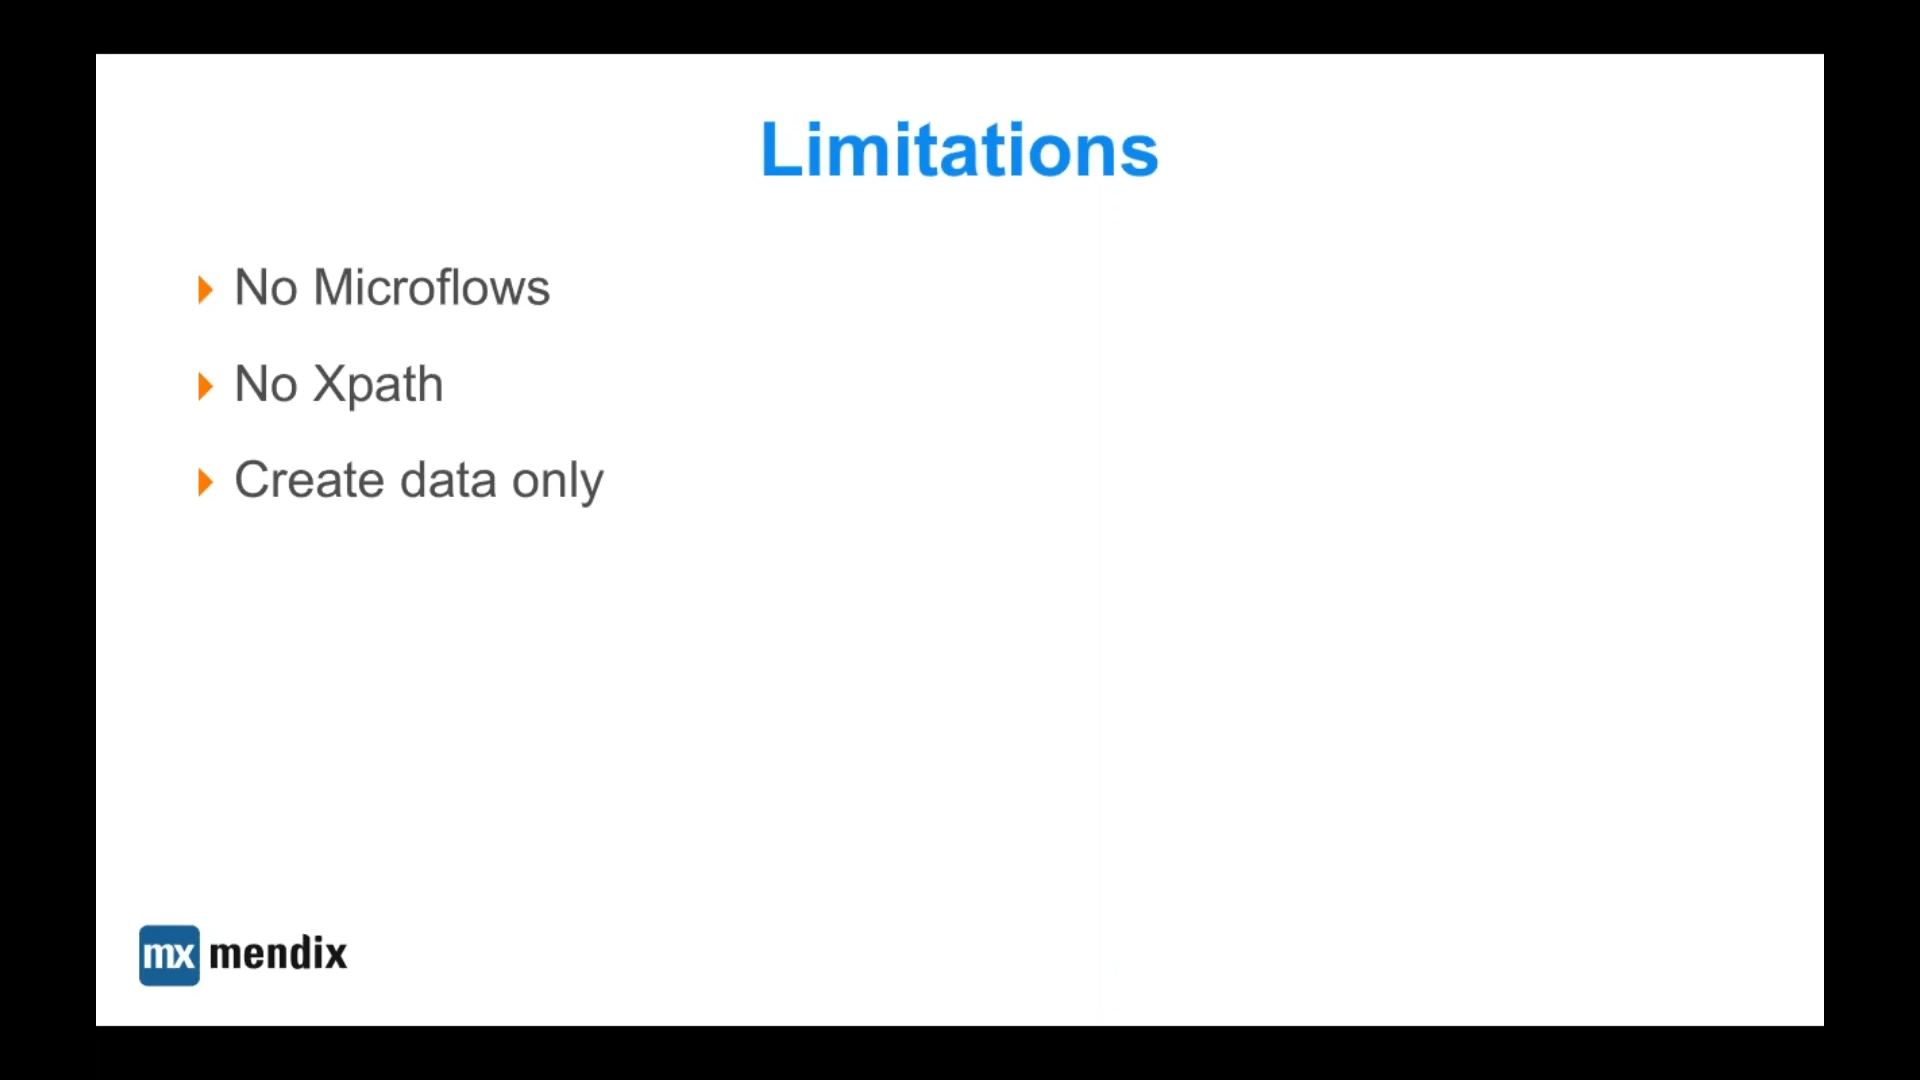 Limitations
No Microflows
No Xpath
Create data only
mx mendix